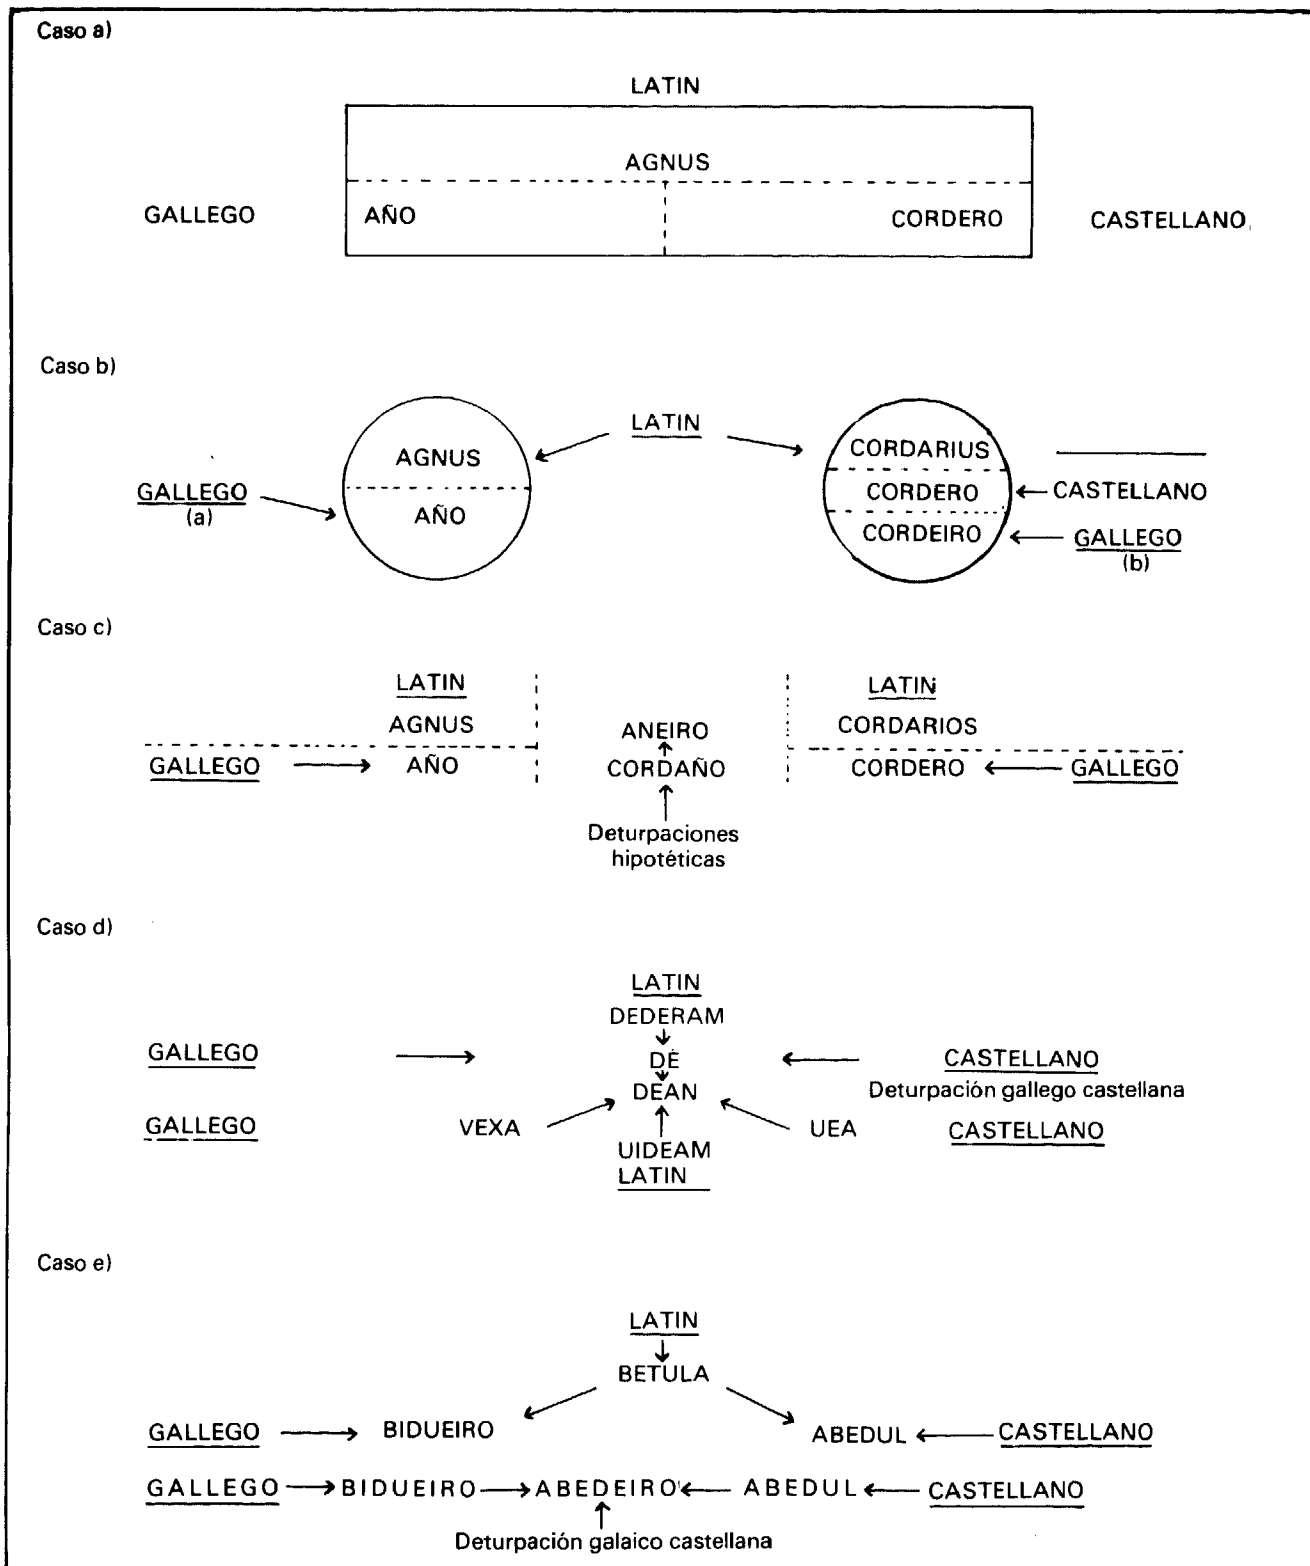 Caso a)
LATIN
AGNUS
GALLEGO AÑO CORDERO CASTELLANO
Caso b)
LATIN
AGNUS CORDARIUS
GALLEGO CORDERO CASTELLANO
(a) AÑO
CORDEIRO GALLEGO
(b)
Caso c)
LATIN LATIN
AGNUS ANEIRO CORDARIOS
GALLEGO AÑO CORDAÑO CORDERO GALLEGO
Deturpaciones
hipotéticas
Caso d)
LATIN
DEDERAM
GALLEGO DÉ CASTELLANO
DEAN Deturpación gallego castellana
GALLEGO VEXA UEA CASTELLANO
UIDEAM
LATIN
Caso e)
LATIN
BETULA
GALLEGO BIDUEIRO ABEDUL CASTELLANO
GALLEGO BIDUEIRO ABEDEIRO ABEDUL CASTELLANO
Deturpación galaico castellana